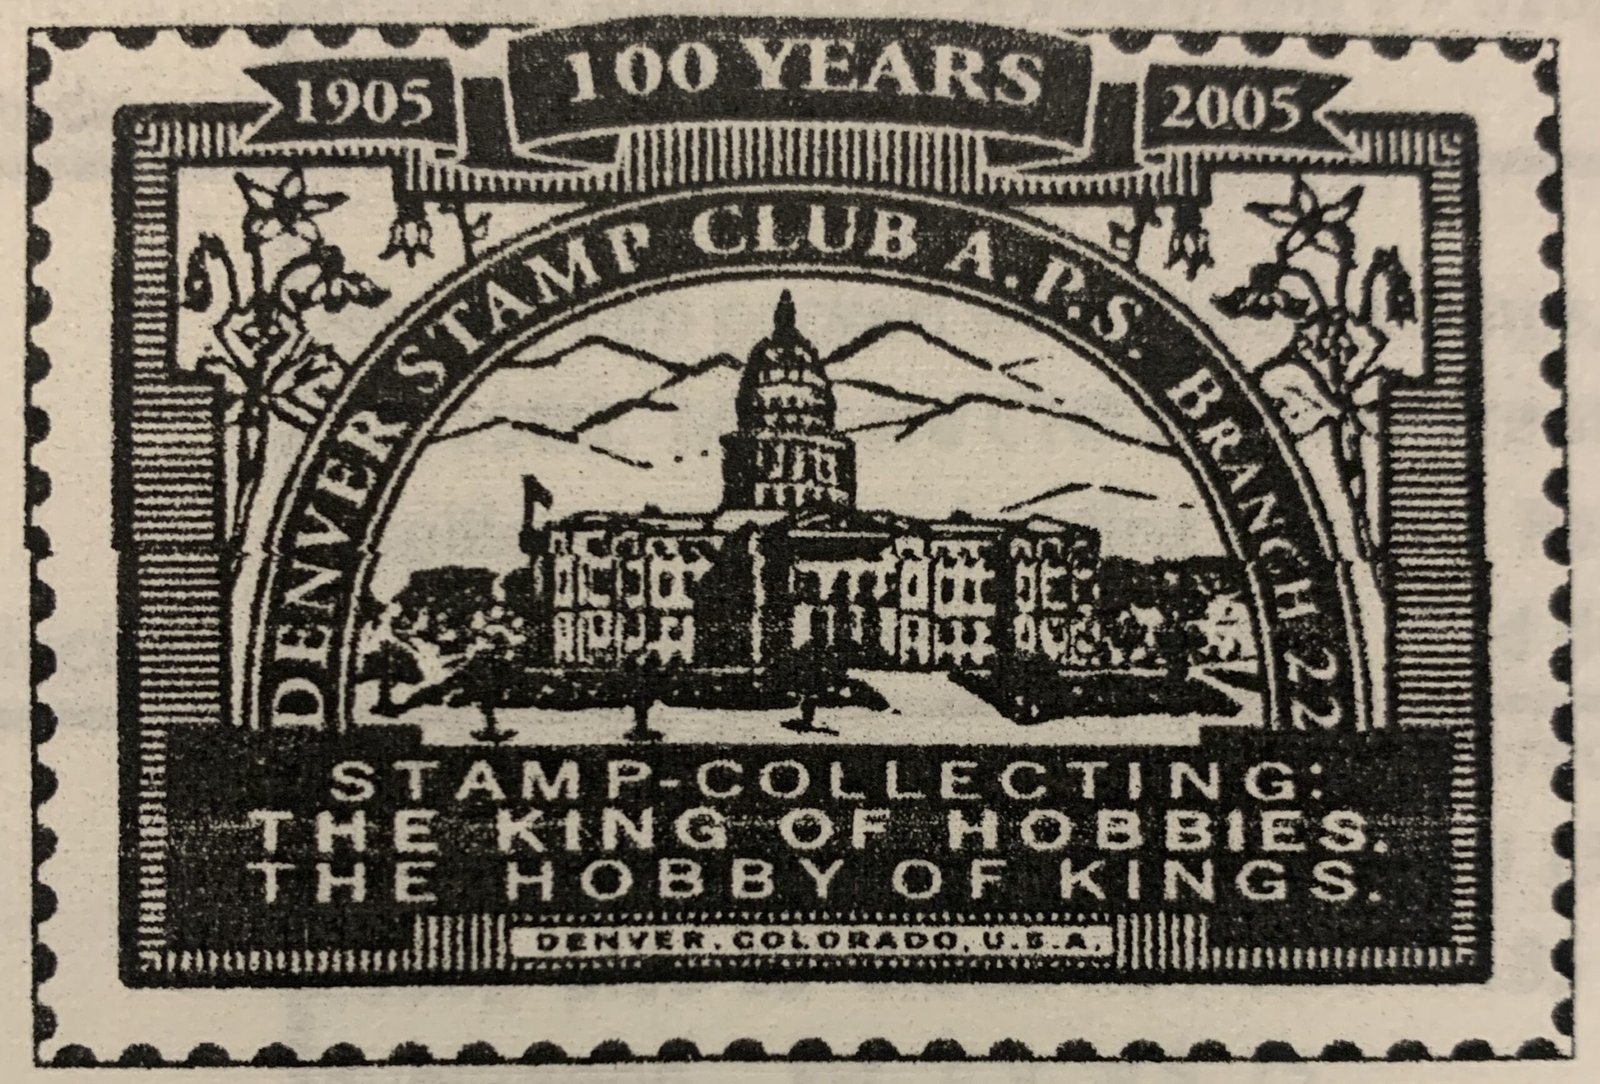 100 YEARS
1905
2005
DENVER STAMP CLUB A.P.S. BRANCH 22
STAMP-COLLECTING:
THE KING OF HOBBIES.
THE HOBBY OF KINGS.
DENVER, COLORADO, U.S.A.